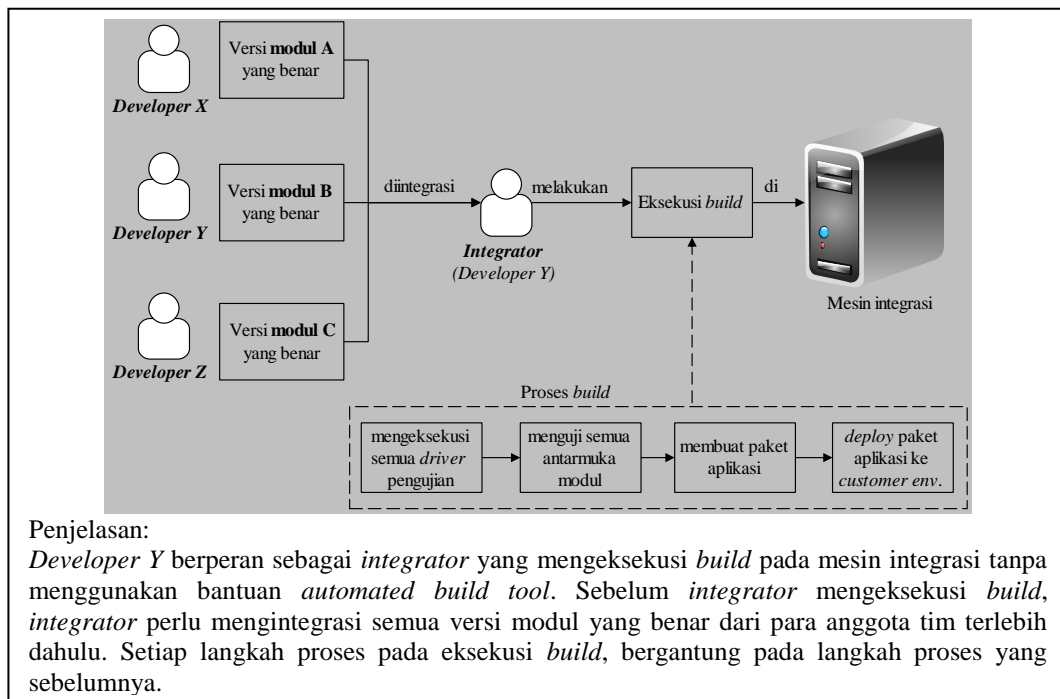 Versi modul A
yang benar
Developer X
Versi modul B
yang benar
Developer Y
Versi modul C
yang benar
Developer Z
diintegrasi
Integrator
(Developer Y)
melakukan
Eksekusi build
di
Mesin integrasi
Proses build
mengeksekusi
semua driver
pengujian
menguji semua
antarmuka
modul
membuat paket
aplikasi
deploy paket
aplikasi ke
customer env.
Penjelasan:
Developer Y berperan sebagai integrator yang mengeksekusi build pada mesin integrasi tanpa
menggunakan bantuan automated build tool. Sebelum integrator mengeksekusi build,
integrator perlu mengintegrasi semua versi modul yang benar dari para anggota tim terlebih
dahulu. Setiap langkah proses pada eksekusi build, bergantung pada langkah proses yang
sebelumnya.